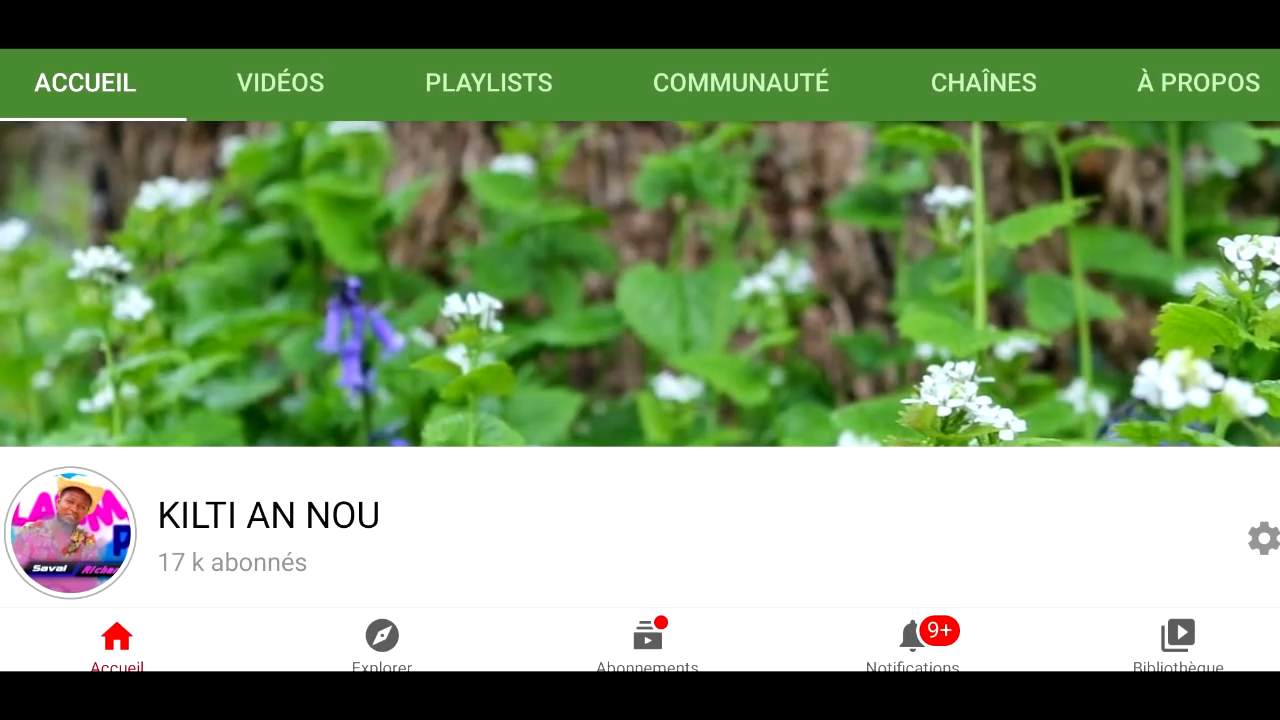 ACCUEIL VIDÉOS PLAYLISTS COMMUNAUTÉ CHAÎNES À PROPOS
KILTI AN NOU
17 k abonnés
Saval
9+
Accueil Explorer Abonnements Notifications Bibliothèque